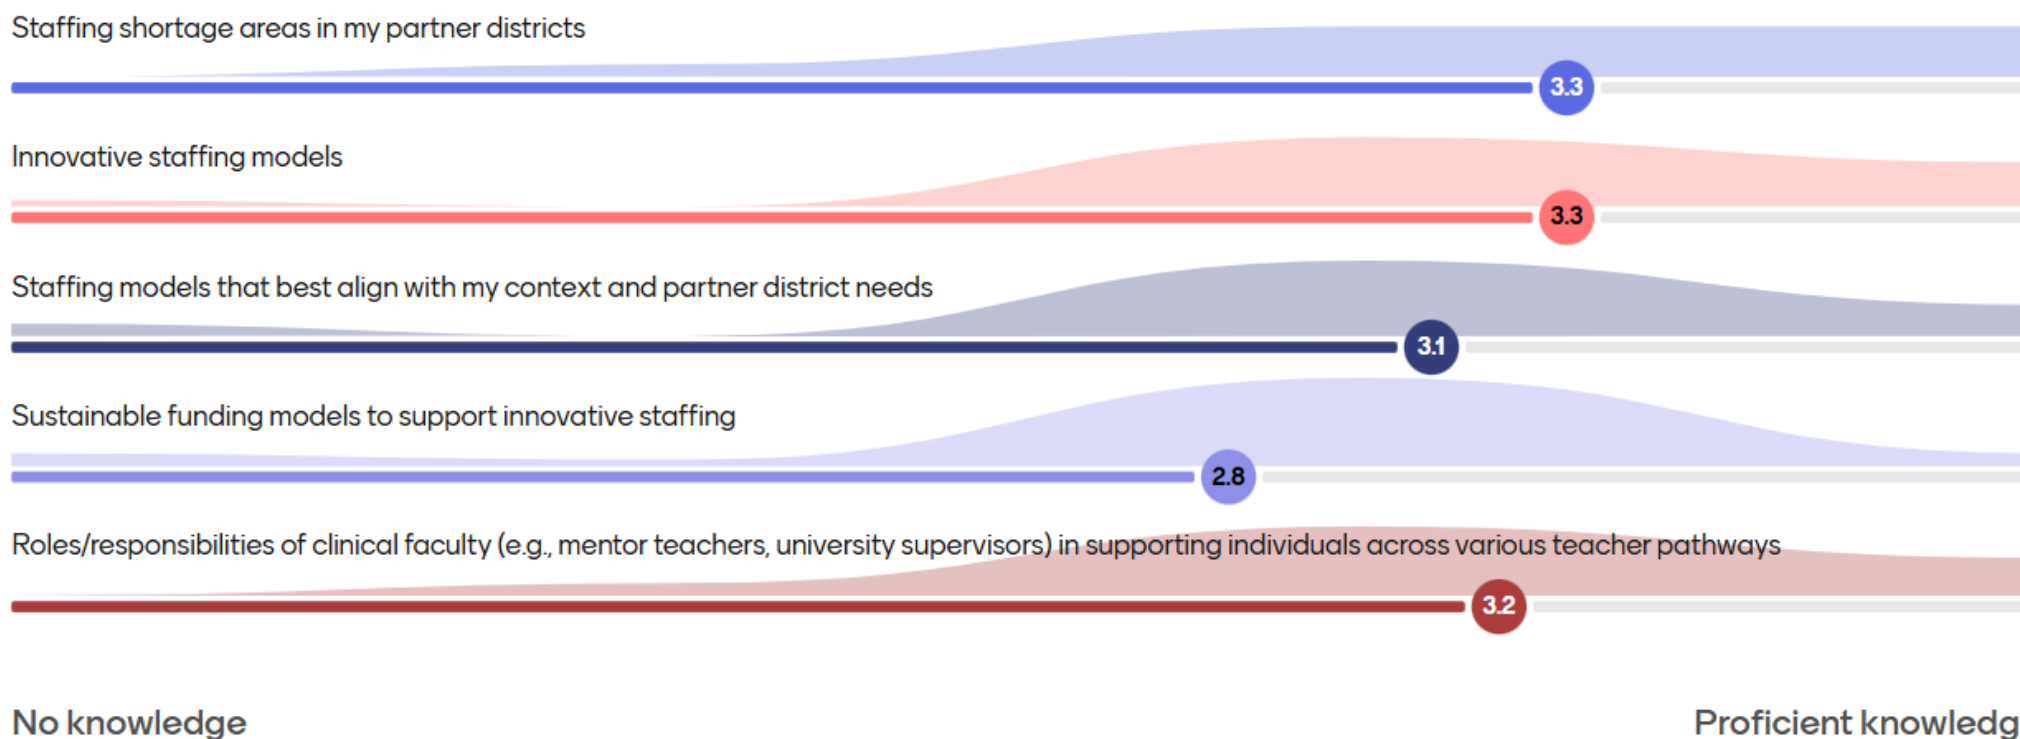 Staffing shortage areas in my partner districts
3.3
Innovative staffing models
3.3
Staffing models that best align with my context and partner district needs
3.1
Sustainable funding models to support innovative staffing
2.8
Roles/responsibilities of clinical faculty (e.g., mentor teachers, university supervisors) in supporting individuals across various teacher pathways
3.2
No knowledge
Proficient knowledg